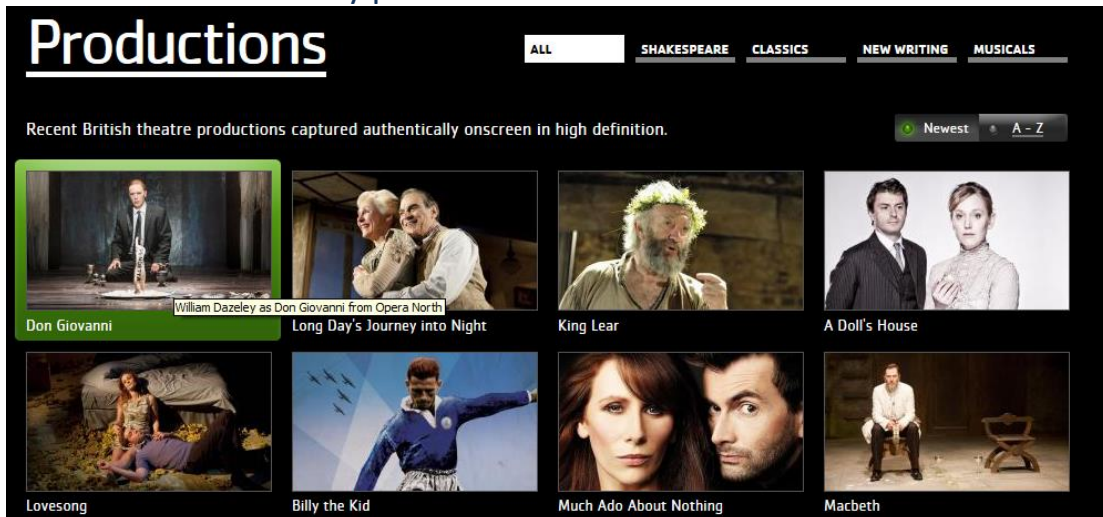 Productions
ALL SHAKESPEARE CLASSICS NEW WRITING MUSICALS
Recent British theatre productions captured authentically onscreen in high definition.
Newest A - Z
William Dazeley as Don Giovanni from Opera North
Don Giovanni Long Day's Journey into Night King Lear A Doll's House
Lovesong Billy the Kid Much Ado About Nothing Macbeth